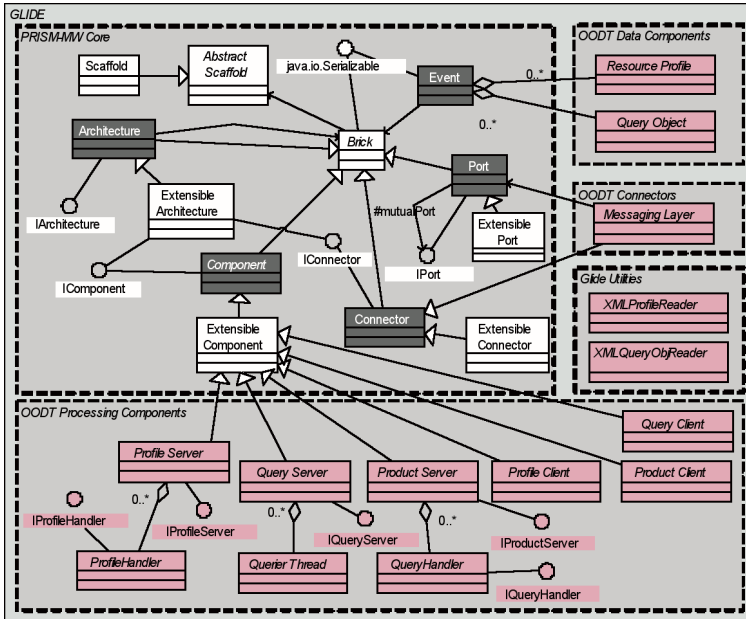 GLIDE
PRISM-MW Core
OODT Data Components
Scaffold
Abstract
Scaffold
java.io.Serializable
Event
0..*
Resource Profile
0..*
Query Object
Architecture
Brick
Port
OODT Connectors
Extensible
Architecture
#mutualPort
Extensible
Port
Messaging Layer
IArchitecture
IConnector
IPort
Component
IComponent
Glide Utilities
XMLProfileReader
Extensible
Component
Connector
Extensible
Connector
XMLQueryObjReader
OODT Processing Components
Query Client
Profile Server
Query Server
Product Server
Profile Client
Product Client
0..*
IProfileHandler
IProfileServer
0..*
IQueryServer
0..*
IProductServer
ProfileHandler
Querier Thread
QueryHandler
IQueryHandler